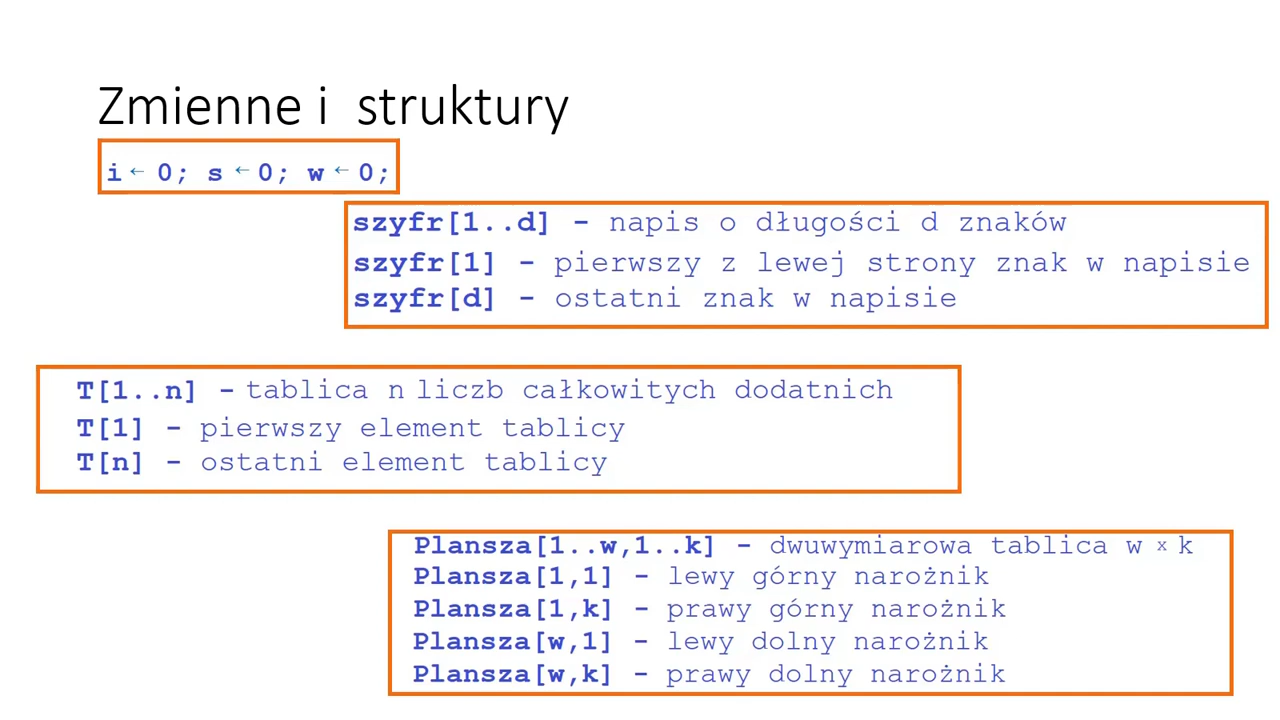 Zmienne i struktury
i ← 0; s ← 0; w ← 0;
szyfr[1..d] - napis o długości d znaków
szyfr[1] - pierwszy z lewej strony znak w napisie
szyfr[d] - ostatni znak w napisie
T[1..n] - tablica n liczb całkowitych dodatnich
T[1] - pierwszy element tablicy
T[n] - ostatni element tablicy
Plansza[1..w,1..k] - dwuwymiarowa tablica w x k
Plansza[1,1] - lewy górny narożnik
Plansza[1,k] - prawy górny narożnik
Plansza[w,1] - lewy dolny narożnik
Plansza[w,k] - prawy dolny narożnik